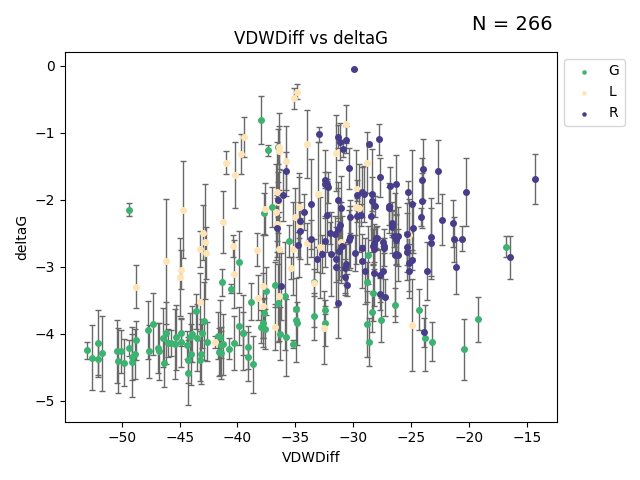 N = 266
VDWDiff vs deltaG
G
L
R
0
−1
−2
−3
−4
−5
deltaG
−50
−45
−40
−35
−30
−25
−20
−15
VDWDiff